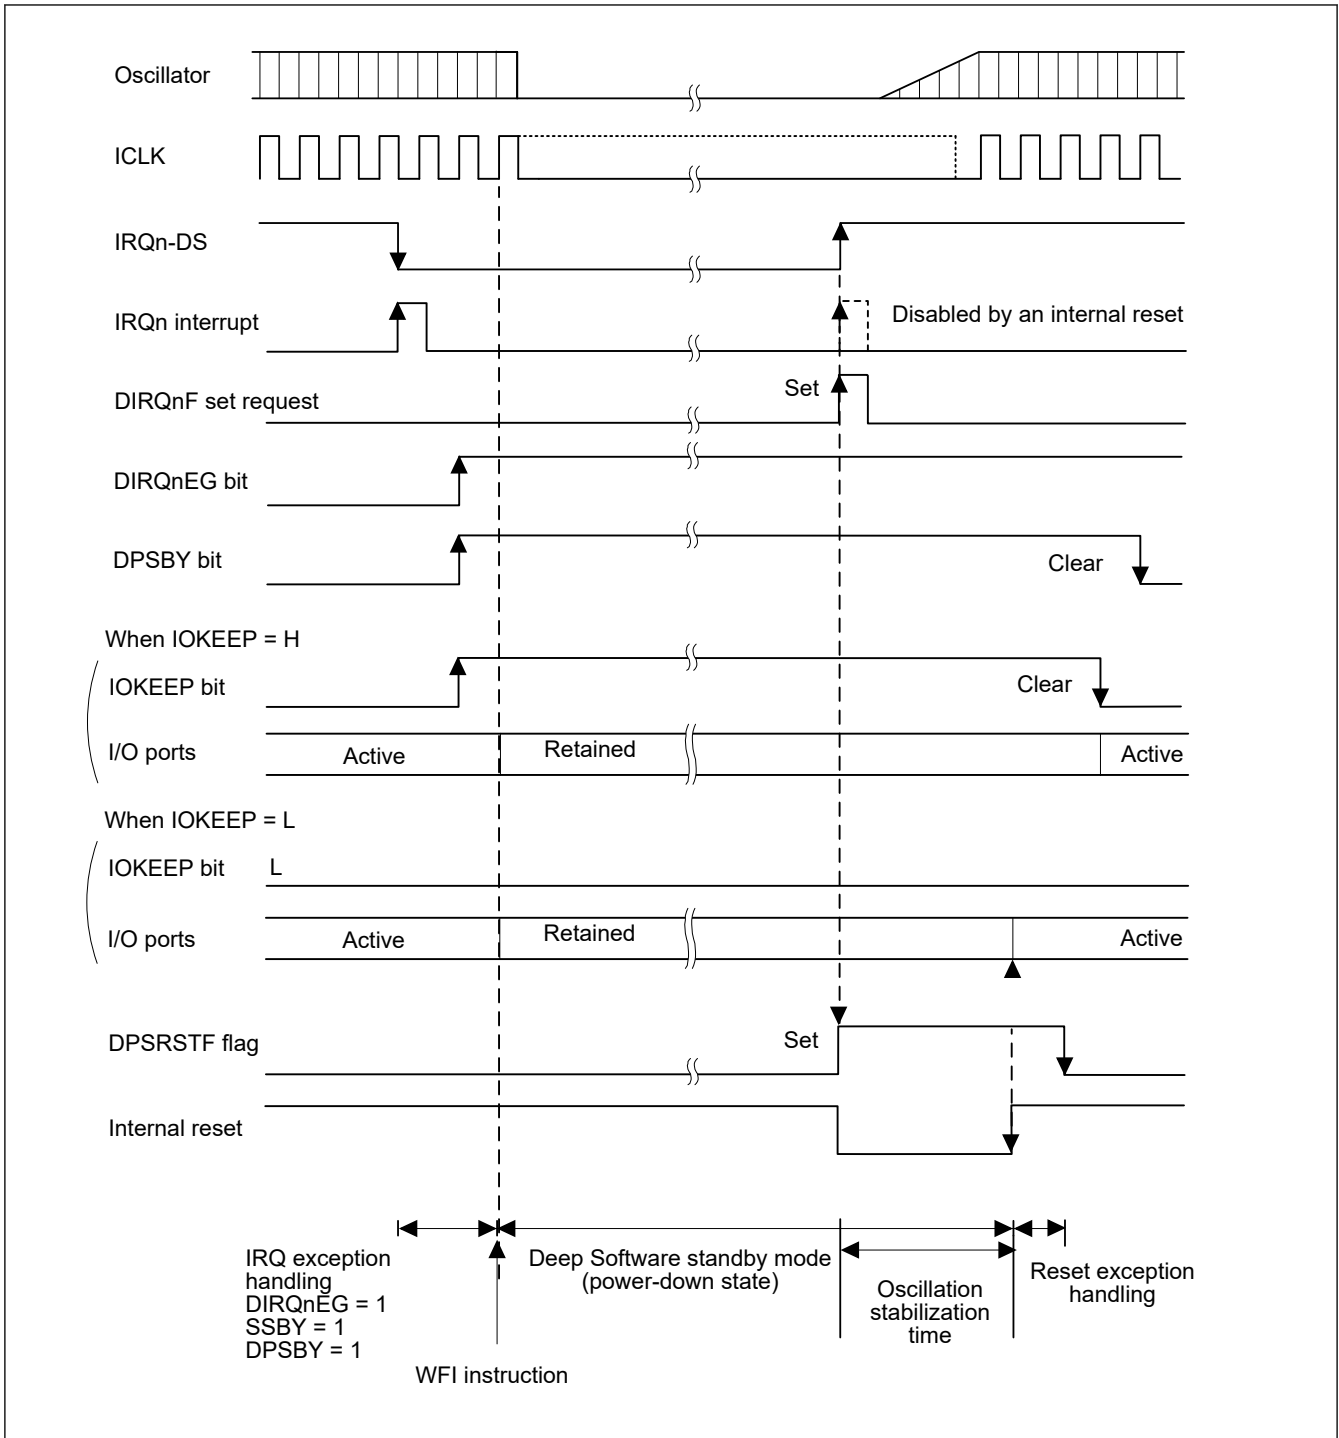 Oscillator
ICLK
IRQn-DS
IRQn interrupt
Disabled by an internal reset
DIRQnF set request
Set
DIRQnEG bit
DPSBY bit
Clear
When IOKEEP = H
IOKEEP bit
Clear
I/O ports
Active
Retained
Active
When IOKEEP = L
IOKEEP bit
L
I/O ports
Active
Retained
Active
DPSRSTF flag
Set
Internal reset
IRQ exception
handling
DIRQnEG = 1
SSBY = 1
DPSBY = 1
WFI instruction
Deep Software standby mode
(power-down state)
Oscillation
stabilization
time
Reset exception
handling